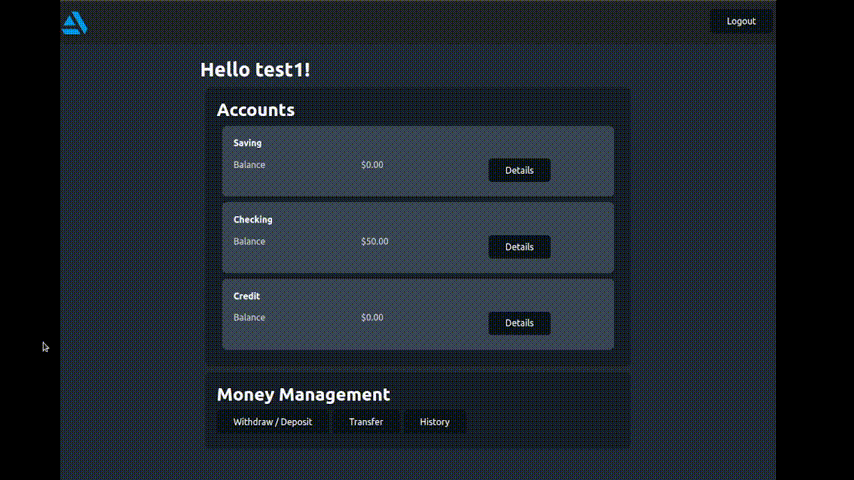 Logout
Hello test1!
Accounts
Saving
Balance $0.00 Details
Checking
Balance $50.00 Details
Credit
Balance $0.00 Details
Money Management
Withdraw / Deposit Transfer History